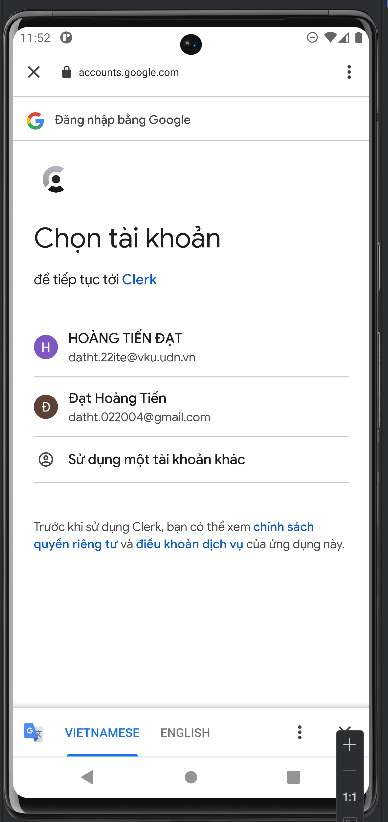 11:52
accounts.google.com
Đăng nhập bằng Google
Chọn tài khoản
để tiếp tục tới Clerk
H
HOÀNG TIẾN ĐẠT
datht.22ite@vku.udn.vn
Đ
Đạt Hoàng Tiến
datht.022004@gmail.com
Sử dụng một tài khoản khác
Trước khi sử dụng Clerk, bạn có thể xem chính sách
quyền riêng tư và điều khoản dịch vụ của ứng dụng này.
VIETNAMESE
ENGLISH
1:1